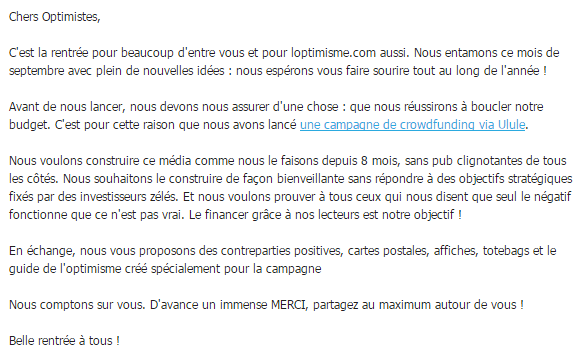 Chers Optimistes,
C'est la rentrée pour beaucoup d'entre vous et pour loptimisme.com aussi. Nous entamons ce mois de
septembre avec plein de nouvelles idées : nous espérons vous faire sourire tout au long de l'année !
Avant de nous lancer, nous devons nous assurer d'une chose : que nous réussirons à boucler notre
budget. C'est pour cette raison que nous avons lancé une campagne de crowdfunding via Ulule.
Nous voulons construire ce média comme nous le faisons depuis 8 mois, sans pub clignotantes de tous
les côtés. Nous souhaitons le construire de façon bienveillante sans répondre à des objectifs stratégiques
fixés par des investisseurs zélés. Et nous voulons prouver à tous ceux qui nous disent que seul le négatif
fonctionne que ce n'est pas vrai. Le financer grâce à nos lecteurs est notre objectif !
En échange, nous vous proposons des contreparties positives, cartes postales, affiches, totebags et le
guide de l'optimisme créé spécialement pour la campagne
Nous comptons sur vous. D'avance un immense MERCI, partagez au maximum autour de vous !
Belle rentrée à tous !